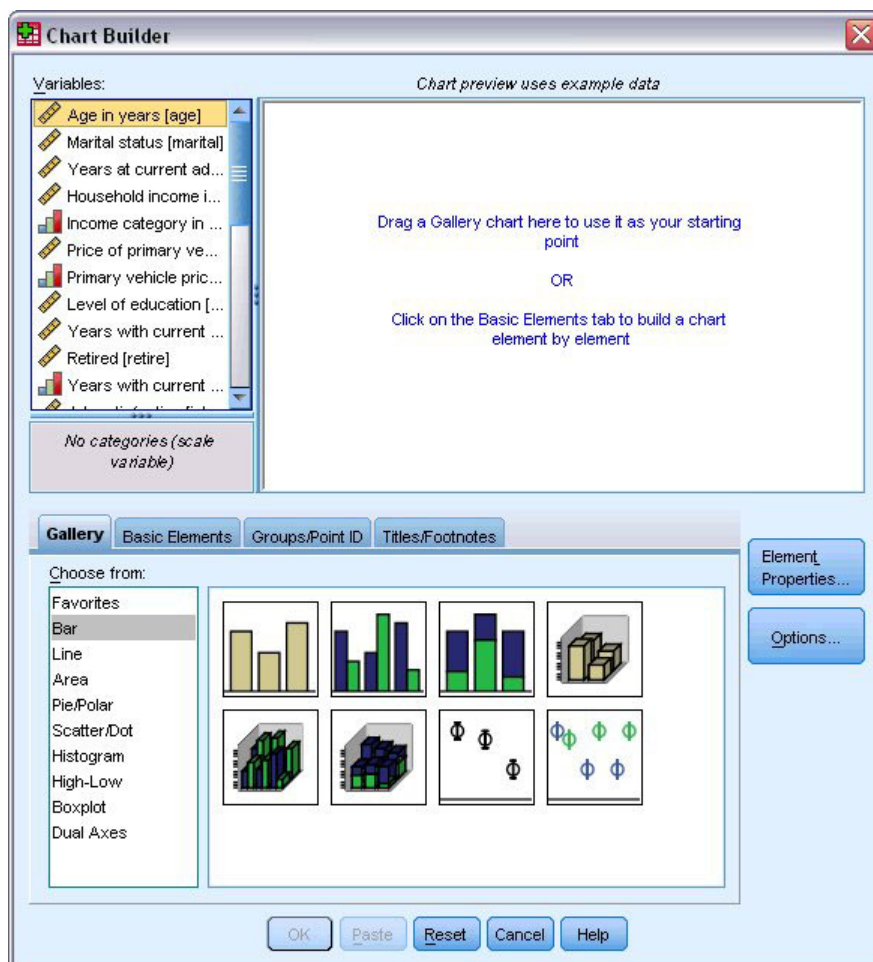 Chart Builder
Variables:
Chart preview uses example data
Age in years [age]
Marital status [marital]
Years at current ad...
Household income i...
Income category in ...
Price of primary ve...
Primary vehicle pric...
Level of education [...
Years with current ...
Retired [retire]
Years with current ...
No categories (scale
variable)
Drag a Gallery chart here to use it as your starting
point
OR
Click on the Basic Elements tab to build a chart
element by element
Gallery
Basic Elements
Groups/Point ID
Titles/Footnotes
Choose from:
Favorites
Bar
Line
Area
Pie/Polar
Scatter/Dot
Histogram
High-Low
Boxplot
Dual Axes
Element
Properties...
Options...
OK
Paste
Reset
Cancel
Help